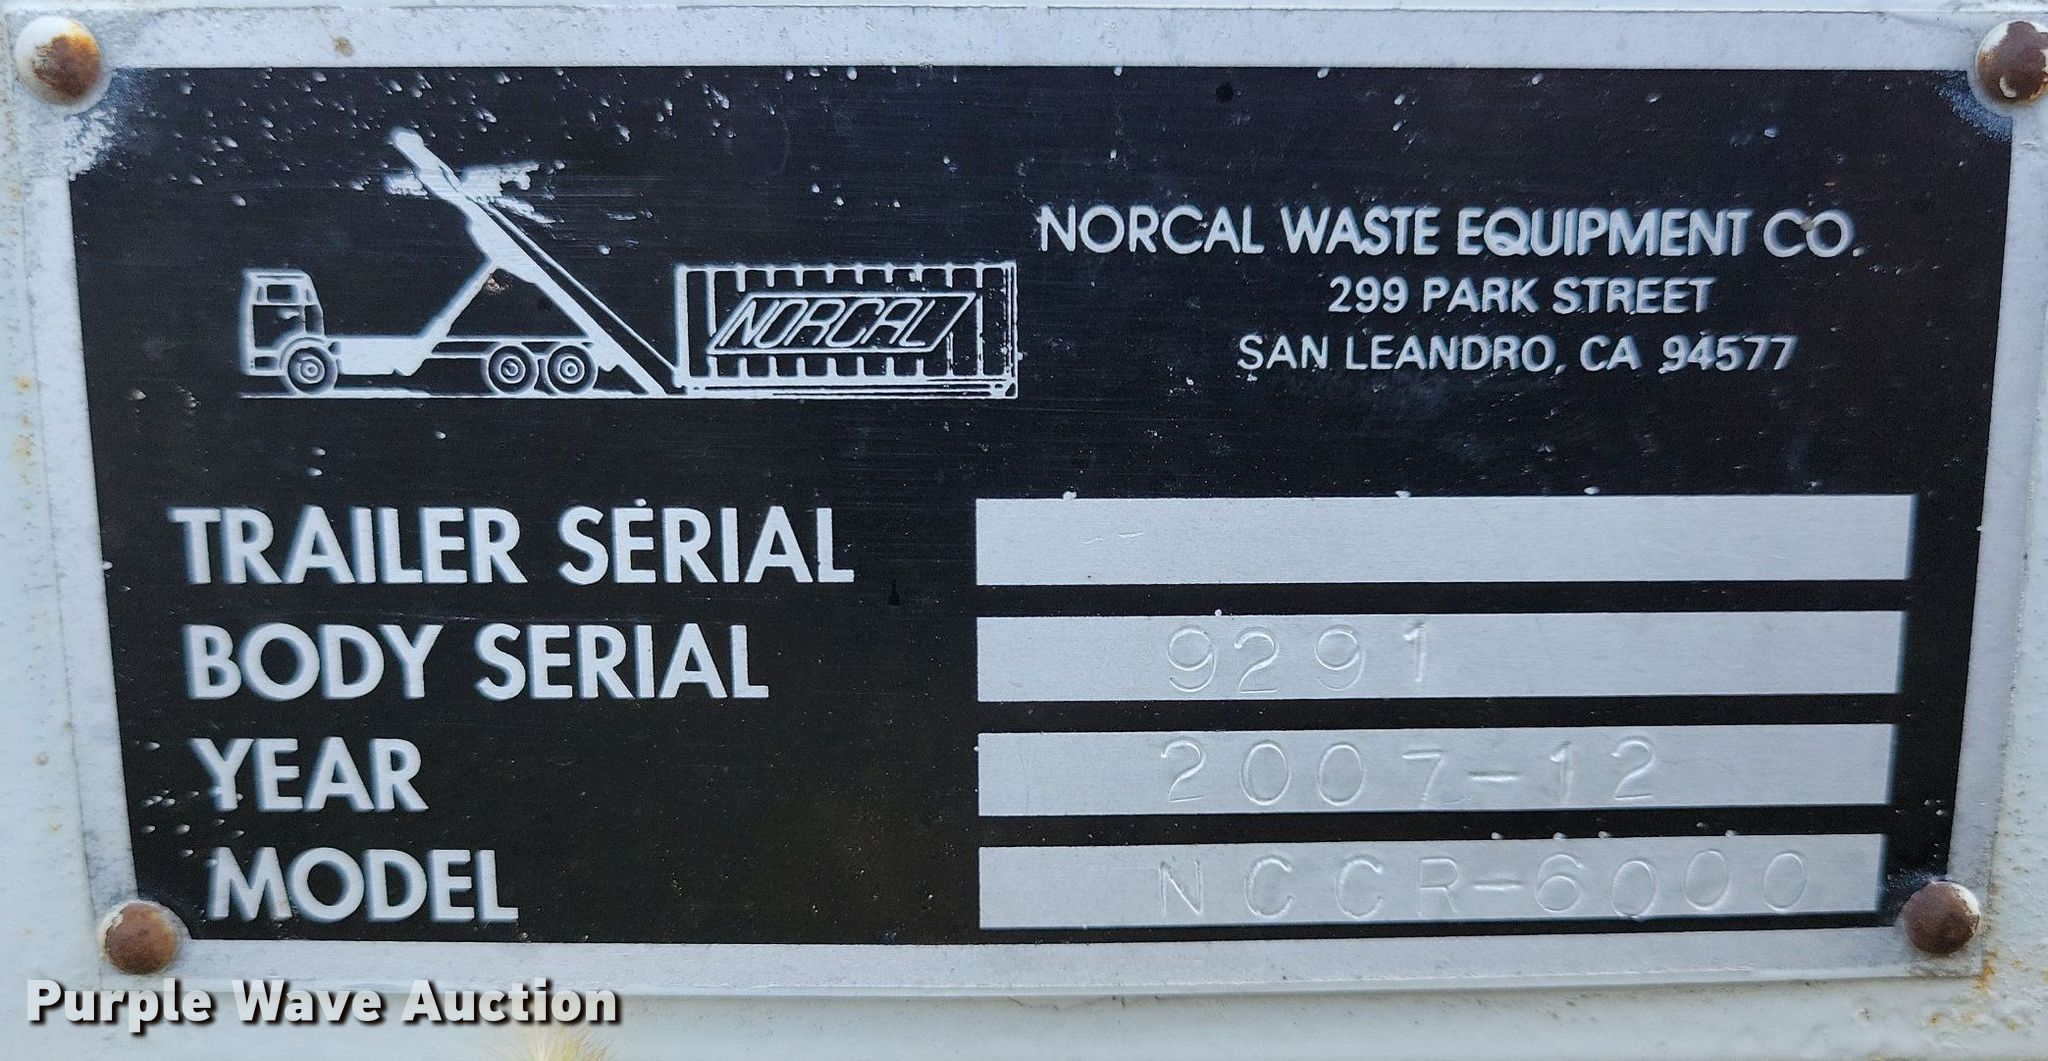 NORCAL
NORCAL WASTE EQUIPMENT CO.
299 PARK STREET
SAN LEANDRO, CA 94577
TRAILER SERIAL
BODY SERIAL 9291
YEAR 2007-12
MODEL NCCR-6000
Purple Wave Auction